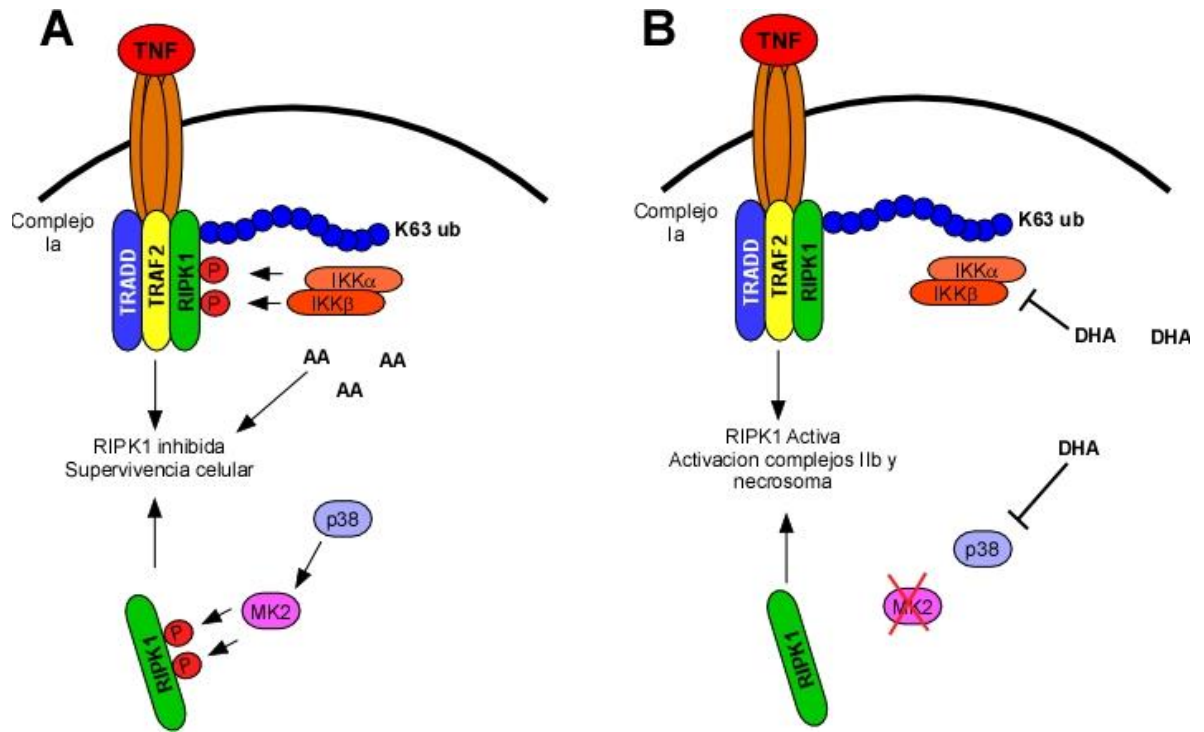 A
TNF
Complejo
Ia
TRADD
TRAF2
RIPK1
K63 ub
P
P
IKKα
IKKβ
AA
AA
AA
RIPK1 inhibida
Supervivencia celular
p38
MK2
P
P
RIPK1
B
TNF
Complejo
Ia
TRADD
TRAF2
RIPK1
K63 ub
IKKα
IKKβ
DHA
DHA
RIPK1 Activa
Activacion complejos IIb y
necrosoma
DHA
p38
MK2
RIPK1